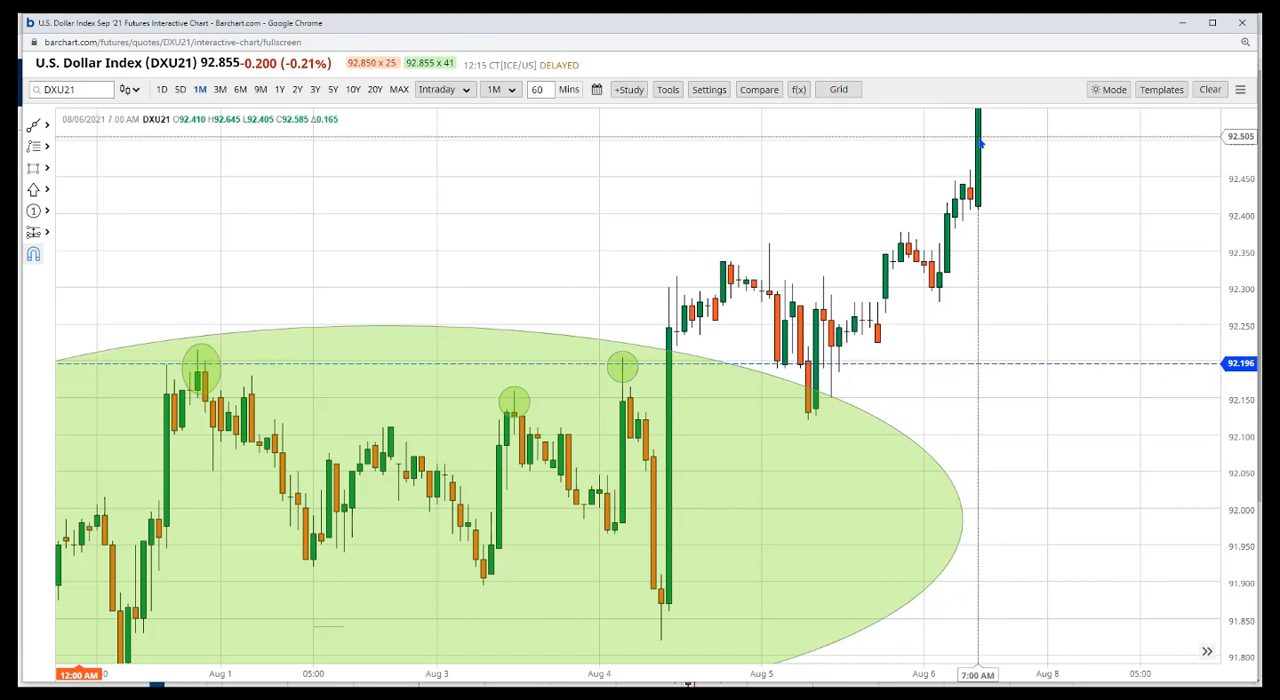 U.S. Dollar Index Sep '21 Futures Interactive Chart - Barchart.com - Google Chrome
barchart.com/futures/quotes/DXU21/interactive-chart/fullscreen
U.S. Dollar Index (DXU21) 92.855 -0.200 (-0.21%) 92.850 x 25 92.855 x 41 12:15 CT[ICE/US] DELAYED
DXU21 1D 5D 1M 3M 6M 9M 1Y 2Y 3Y 5Y 10Y 20Y MAX Intraday 1M 60 Mins +Study Tools Settings Compare f(x) Grid Mode Templates Clear
08/06/2021 7:00 AM DXU21 O92.410 H92.645 L92.405 C92.585 Δ0.165
92.505
92.450
92.400
92.350
92.300
92.250
92.196
92.150
92.100
92.050
92.000
91.950
91.900
91.850
91.800
12:00 AM 0 Aug 1 05:00 Aug 3 Aug 4 Aug 5 Aug 6 7:00 AM Aug 8 05:00